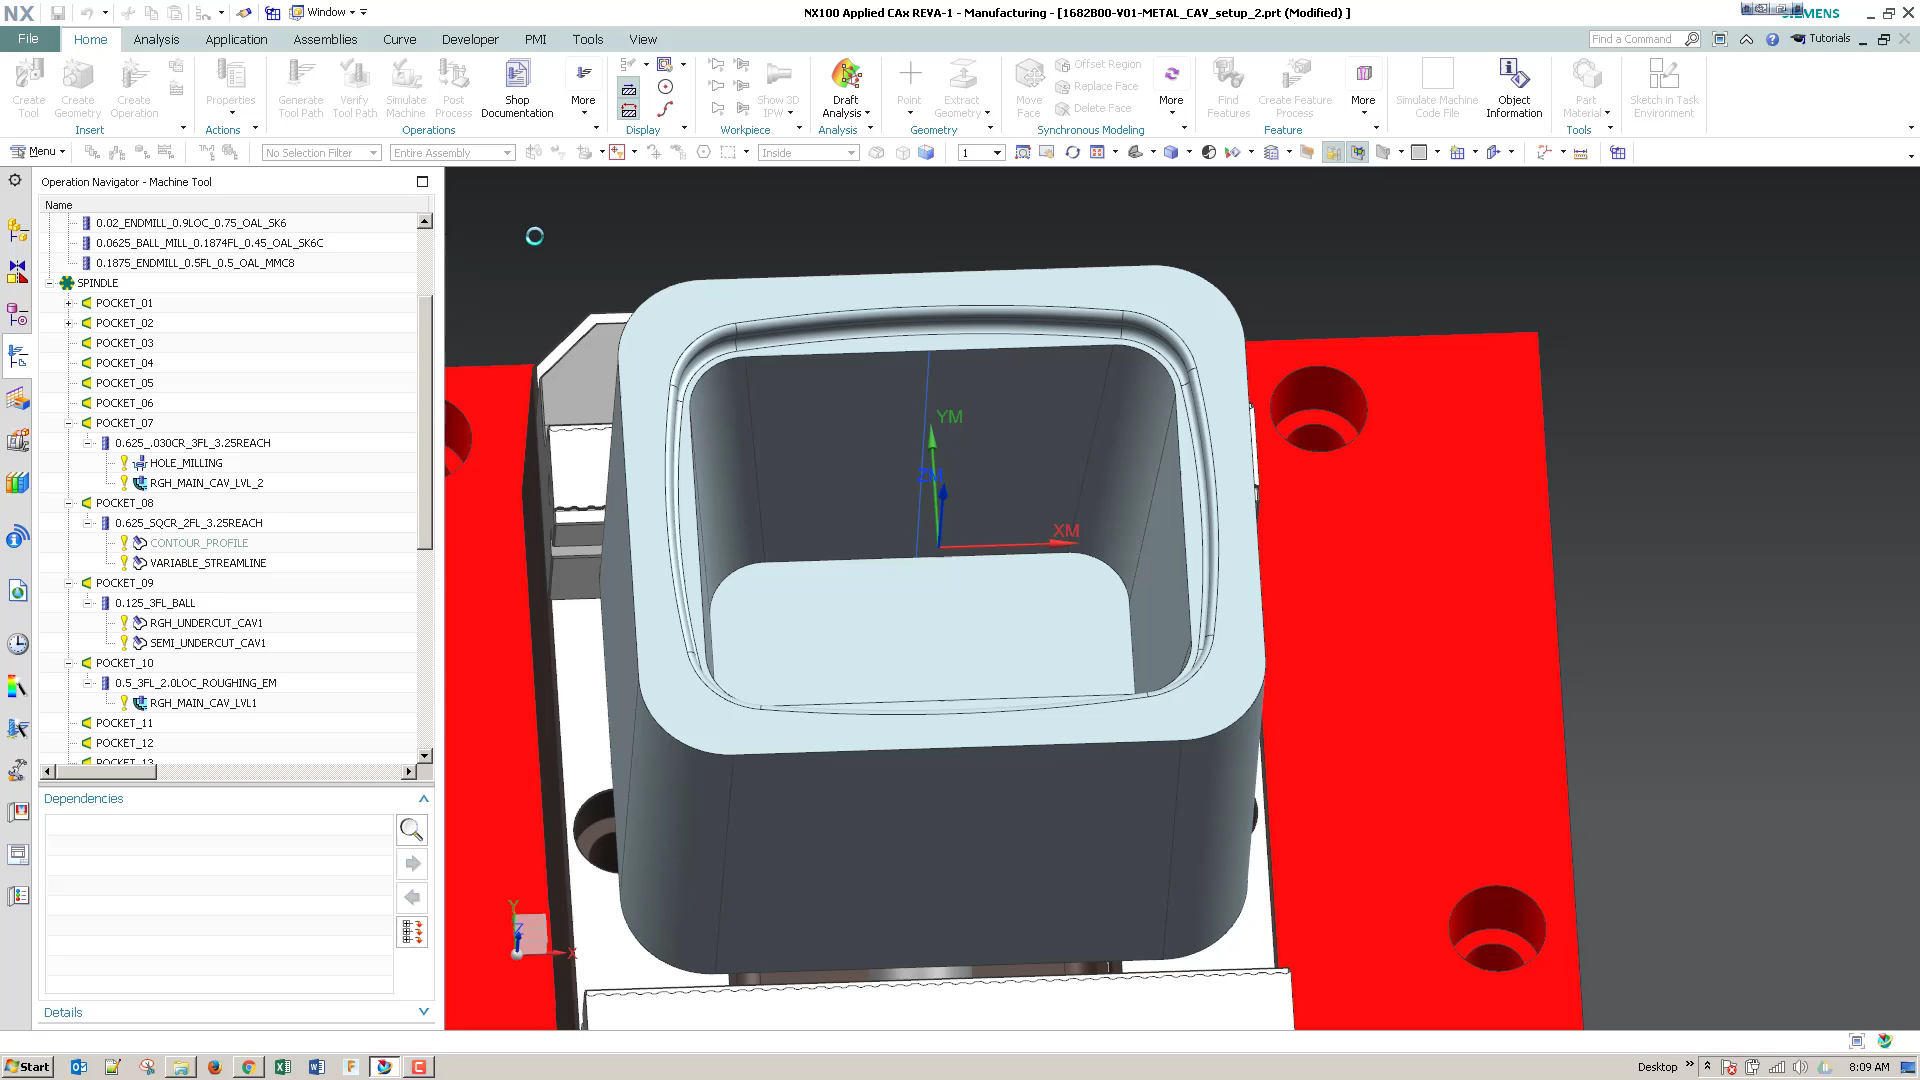 NX
Window
NX100 Applied CAx REVA-1 - Manufacturing - [1682B00-V01-METAL_CAV_setup_2.prt (Modified) ]
SIEMENS
File Home Analysis Application Assemblies Curve Developer PMI Tools View
Find a Command
Tutorials
Create Tool
Create Geometry
Create Operation
Properties
Generate Tool Path
Verify Tool Path
Simulate Machine
Post Process
Shop Documentation
More
Show 3D IPW
Draft Analysis
Point
Extract Geometry
Move Face
Offset Region
Replace Face
Delete Face
More
Find Features
Create Feature Process
More
Simulate Machine Code File
Object Information
Part Material
Sketch in Task Environment
Insert Actions Operations Display Workpiece Analysis Geometry Synchronous Modeling Feature Tools
Menu
No Selection Filter
Entire Assembly
Inside
1
Operation Navigator - Machine Tool
Name
0.02_ENDMILL_0.9LOC_0.75_OAL_SK6
0.0625_BALL_MILL_0.1874FL_0.45_OAL_SK6C
0.1875_ENDMILL_0.5FL_0.5_OAL_MMC8
SPINDLE
POCKET_01
POCKET_02
POCKET_03
POCKET_04
POCKET_05
POCKET_06
POCKET_07
0.625_.030CR_3FL_3.25REACH
HOLE_MILLING
RGH_MAIN_CAV_LVL_2
POCKET_08
0.625_SQCR_2FL_3.25REACH
CONTOUR_PROFILE
VARIABLE_STREAMLINE
POCKET_09
0.125_3FL_BALL
RGH_UNDERCUT_CAV1
SEMI_UNDERCUT_CAV1
POCKET_10
0.5_3FL_2.0LOC_ROUGHING_EM
RGH_MAIN_CAV_LVL1
POCKET_11
POCKET_12
POCKET_13
Dependencies
Details
YM
ZM
XM
Y
Z
X
Start
Desktop
8:09 AM